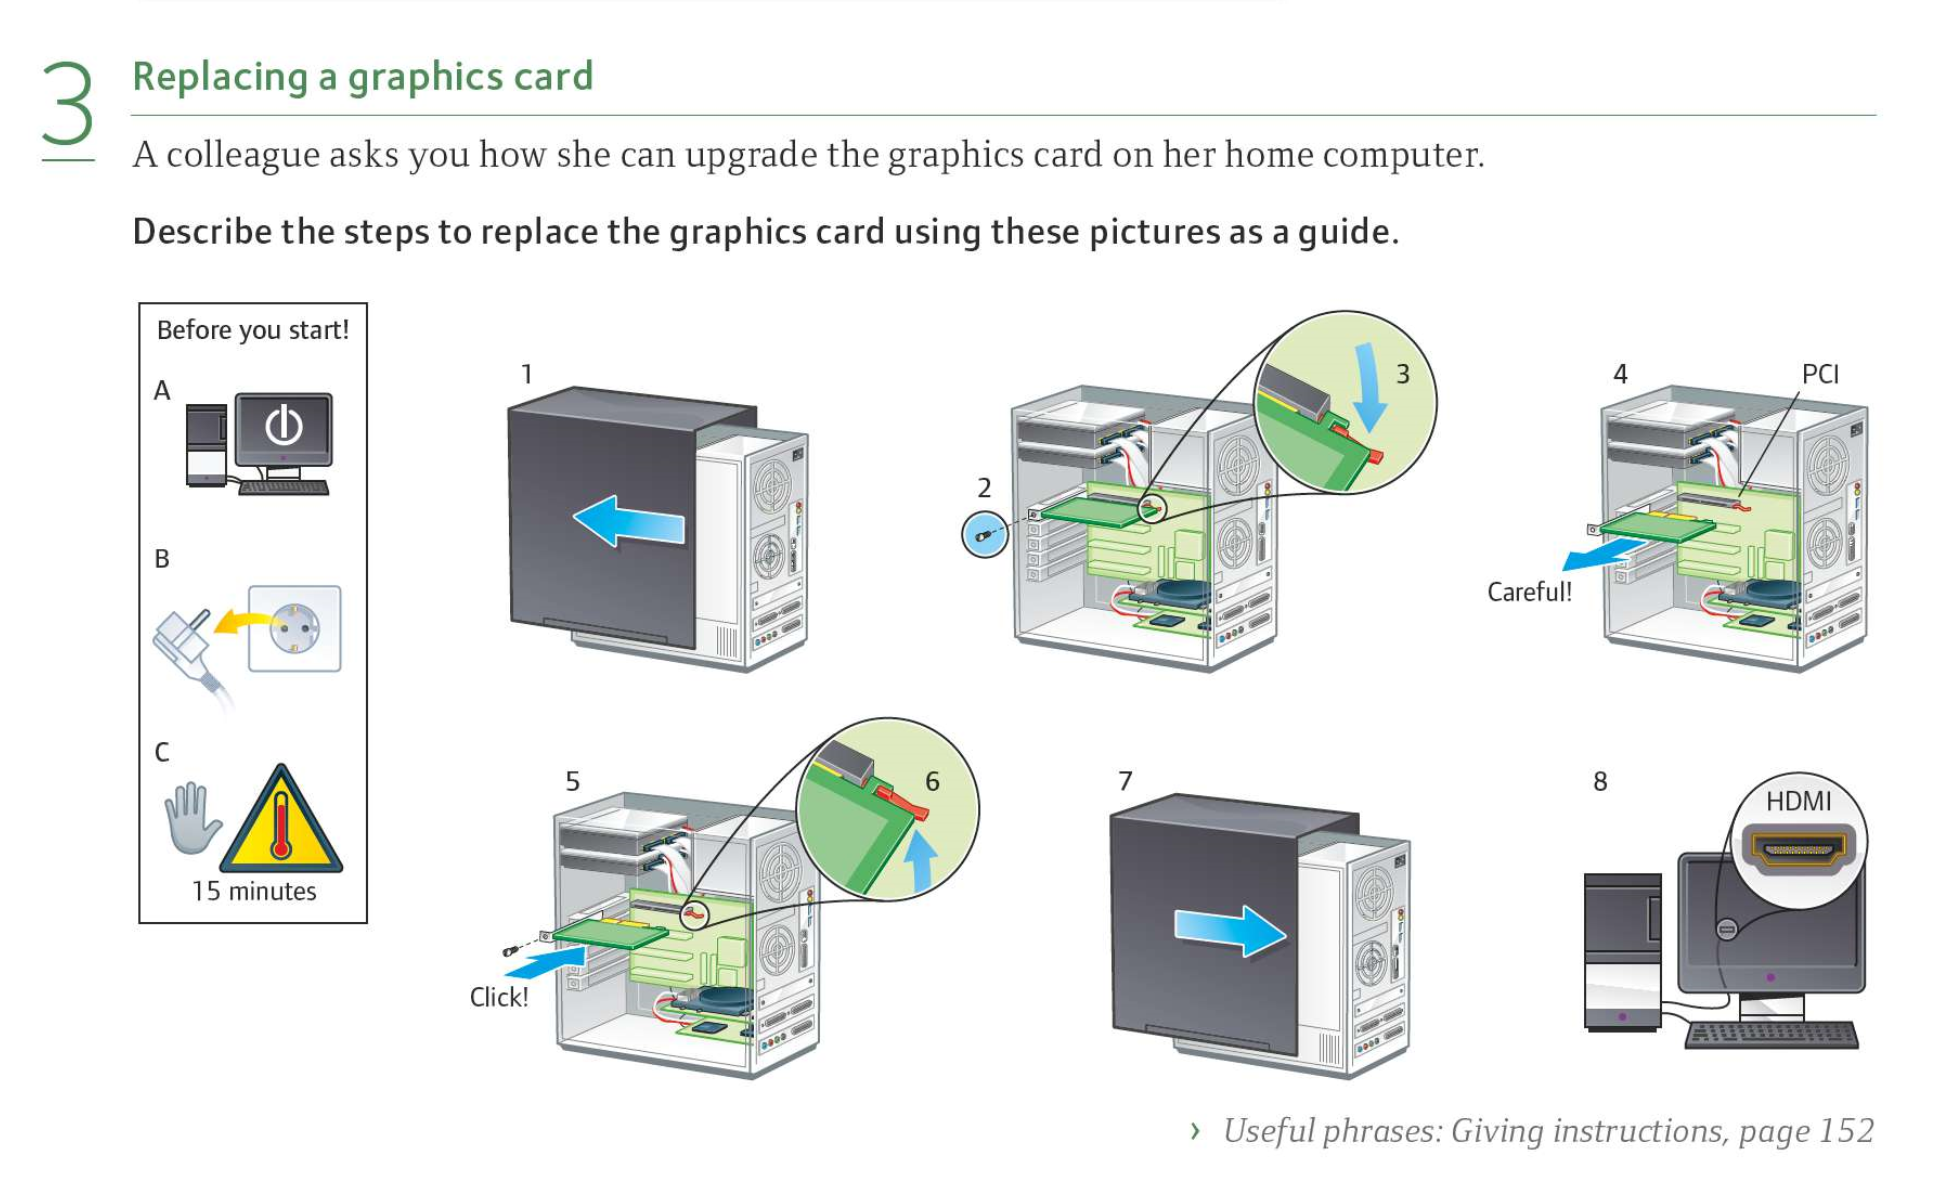 3
Replacing a graphics card
A colleague asks you how she can upgrade the graphics card on her home computer.
Describe the steps to replace the graphics card using these pictures as a guide.
Before you start!
A
B
C
15 minutes
1
2
3
4
PCI
Careful!
5
6
Click!
7
8
HDMI
› Useful phrases: Giving instructions, page 152